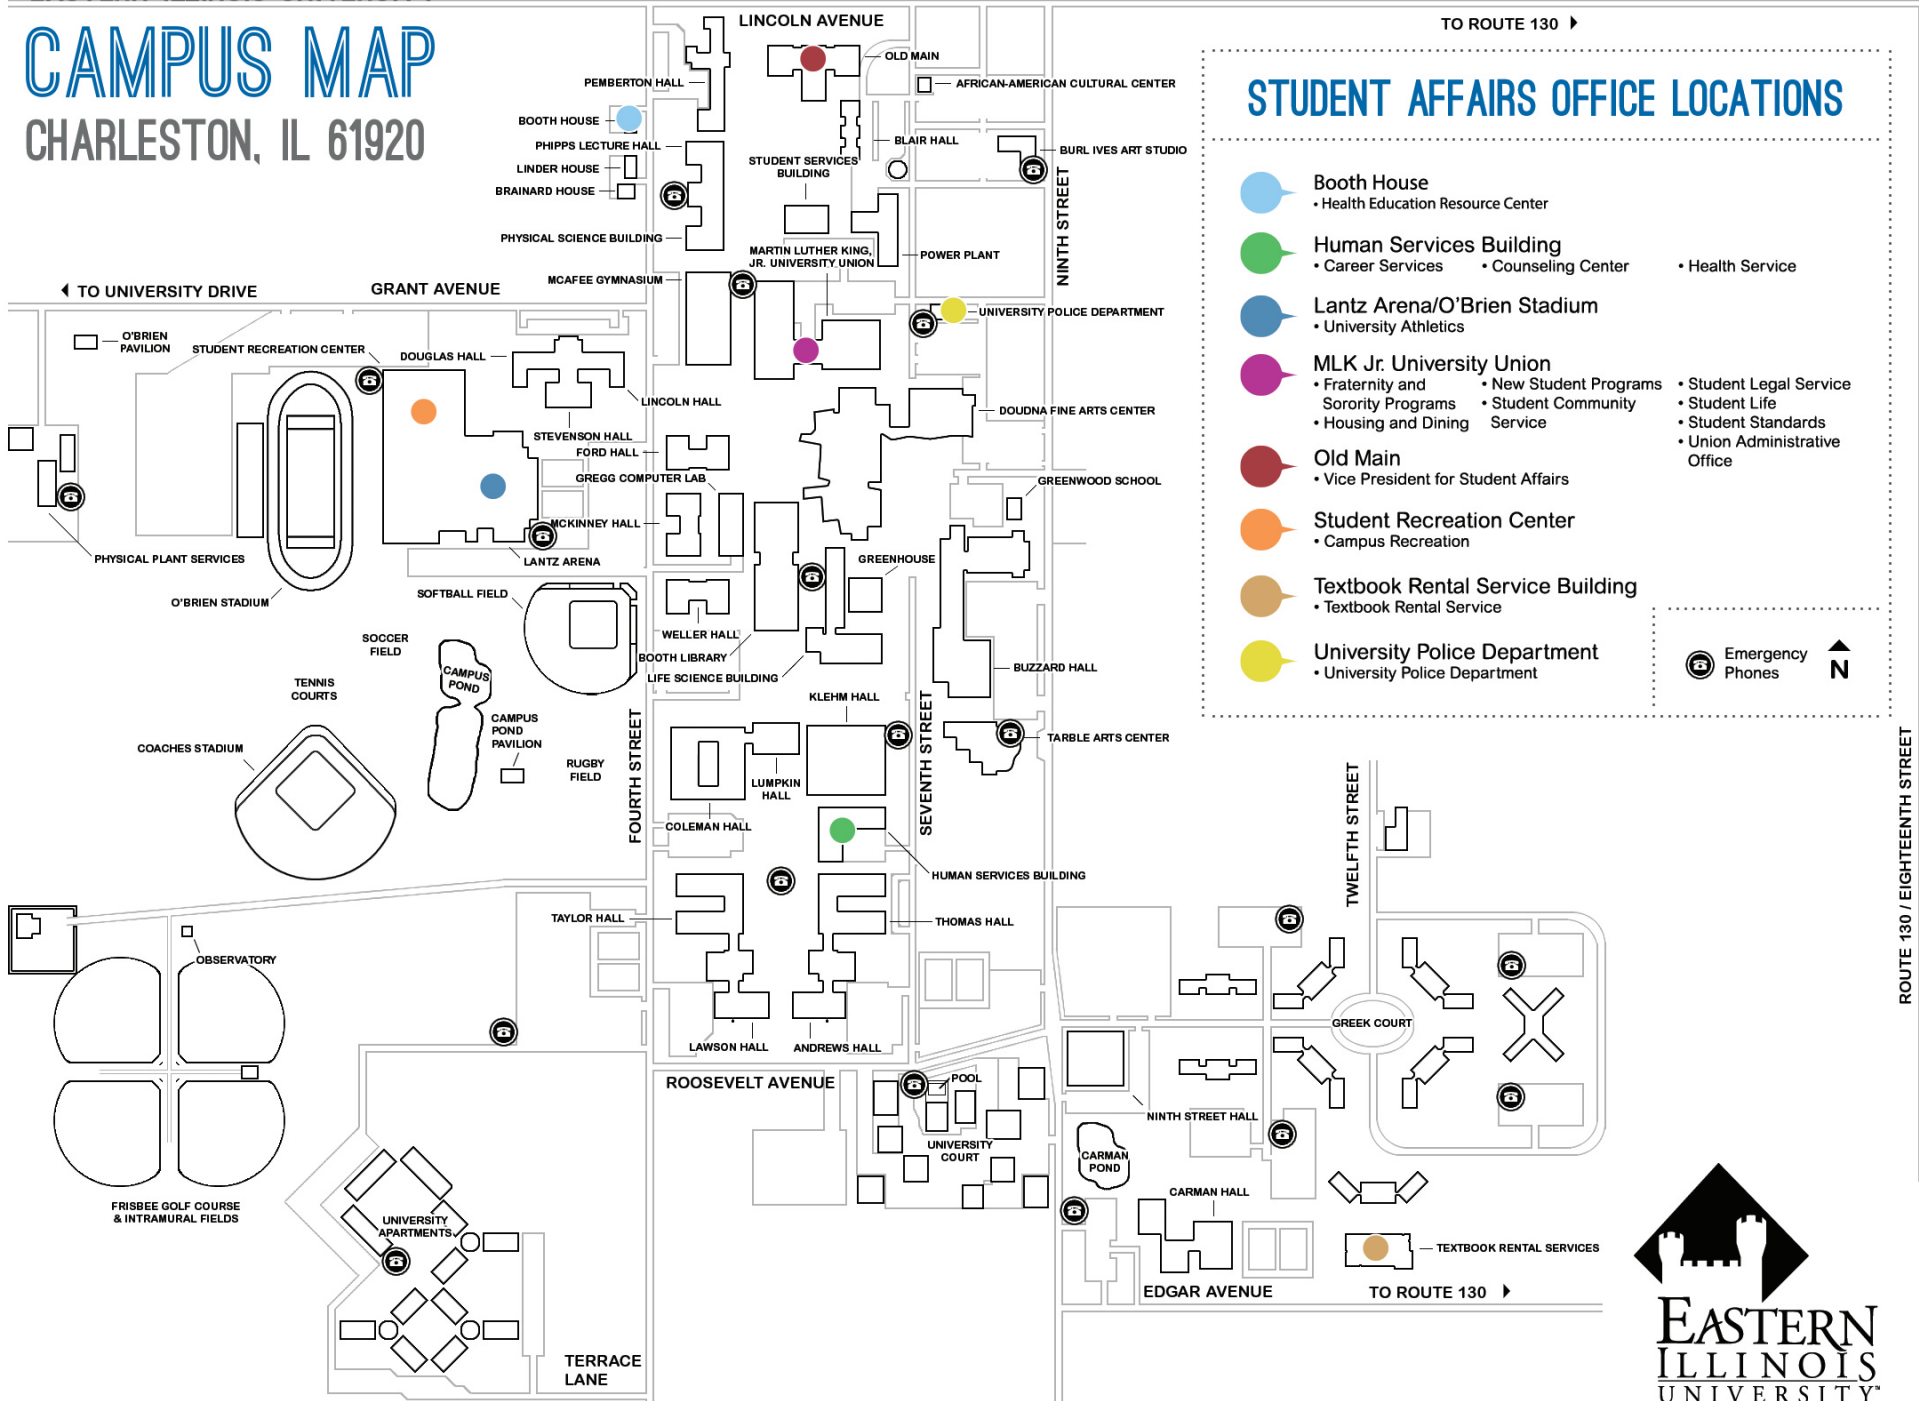 EASTERN ILLINOIS UNIVERSITY
CAMPUS MAP
CHARLESTON, IL 61920
LINCOLN AVENUE
TO ROUTE 130
OLD MAIN
PEMBERTON HALL
AFRICAN-AMERICAN CULTURAL CENTER
BOOTH HOUSE
BLAIR HALL
PHIPPS LECTURE HALL
BURL IVES ART STUDIO
STUDENT SERVICES
BUILDING
LINDER HOUSE
BRAINARD HOUSE
NINTH STREET
PHYSICAL SCIENCE BUILDING
MARTIN LUTHER KING,
JR. UNIVERSITY UNION
POWER PLANT
MCAFEE GYMNASIUM
TO UNIVERSITY DRIVE
GRANT AVENUE
UNIVERSITY POLICE DEPARTMENT
O'BRIEN
PAVILION
STUDENT RECREATION CENTER
DOUGLAS HALL
LINCOLN HALL
DOUDNA FINE ARTS CENTER
STEVENSON HALL
FORD HALL
GREGG COMPUTER LAB
GREENWOOD SCHOOL
MCKINNEY HALL
PHYSICAL PLANT SERVICES
LANTZ ARENA
GREENHOUSE
O'BRIEN STADIUM
SOFTBALL FIELD
SOCCER
FIELD
WELLER HALL
BOOTH LIBRARY
LIFE SCIENCE BUILDING
BUZZARD HALL
CAMPUS
POND
TENNIS
COURTS
KLEHM HALL
CAMPUS
POND
PAVILION
FOURTH STREET
SEVENTH STREET
TARBLE ARTS CENTER
COACHES STADIUM
RUGBY
FIELD
LUMPKIN
HALL
COLEMAN HALL
HUMAN SERVICES BUILDING
TWELFTH STREET
ROUTE 130 / EIGHTEENTH STREET
TAYLOR HALL
THOMAS HALL
OBSERVATORY
GREEK COURT
LAWSON HALL
ANDREWS HALL
ROOSEVELT AVENUE
POOL
NINTH STREET HALL
UNIVERSITY
COURT
CARMAN
POND
CARMAN HALL
FRISBEE GOLF COURSE
& INTRAMURAL FIELDS
UNIVERSITY
APARTMENTS
TEXTBOOK RENTAL SERVICES
EDGAR AVENUE
TO ROUTE 130
TERRACE
LANE
STUDENT AFFAIRS OFFICE LOCATIONS
Booth House
• Health Education Resource Center
Human Services Building
• Career Services • Counseling Center • Health Service
Lantz Arena/O'Brien Stadium
• University Athletics
MLK Jr. University Union
• Fraternity and
Sorority Programs
• Housing and Dining
• New Student Programs
• Student Community
Service
• Student Legal Service
• Student Life
• Student Standards
• Union Administrative
Office
Old Main
• Vice President for Student Affairs
Student Recreation Center
• Campus Recreation
Textbook Rental Service Building
• Textbook Rental Service
University Police Department
• University Police Department
Emergency
Phones
N
EASTERN
ILLINOIS
UNIVERSITY™